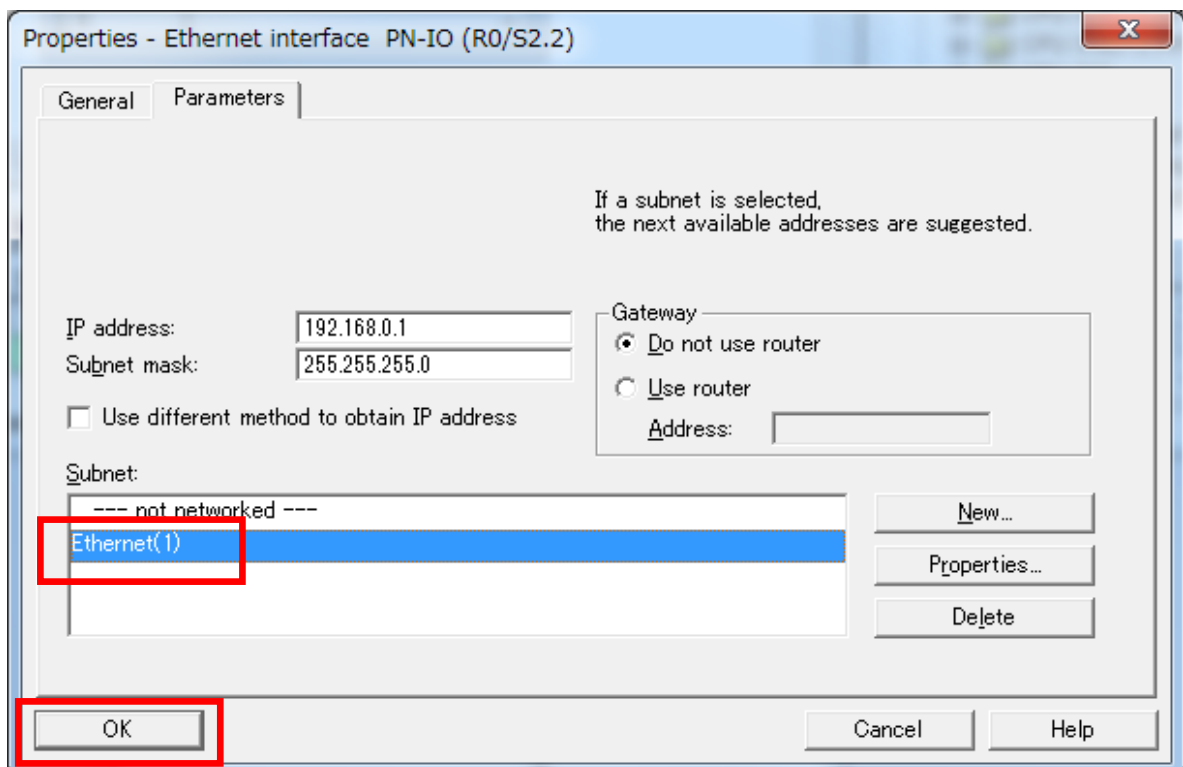 Properties - Ethernet interface PN-IO (R0/S2.2)
x
General Parameters
If a subnet is selected,
the next available addresses are suggested.
IP address: 192.168.0.1
Subnet mask: 255.255.255.0
Use different method to obtain IP address
Gateway
Do not use router
Use router
Address:
Subnet:
--- not networked ---
Ethernet(1)
New...
Properties...
Delete
OK Cancel Help